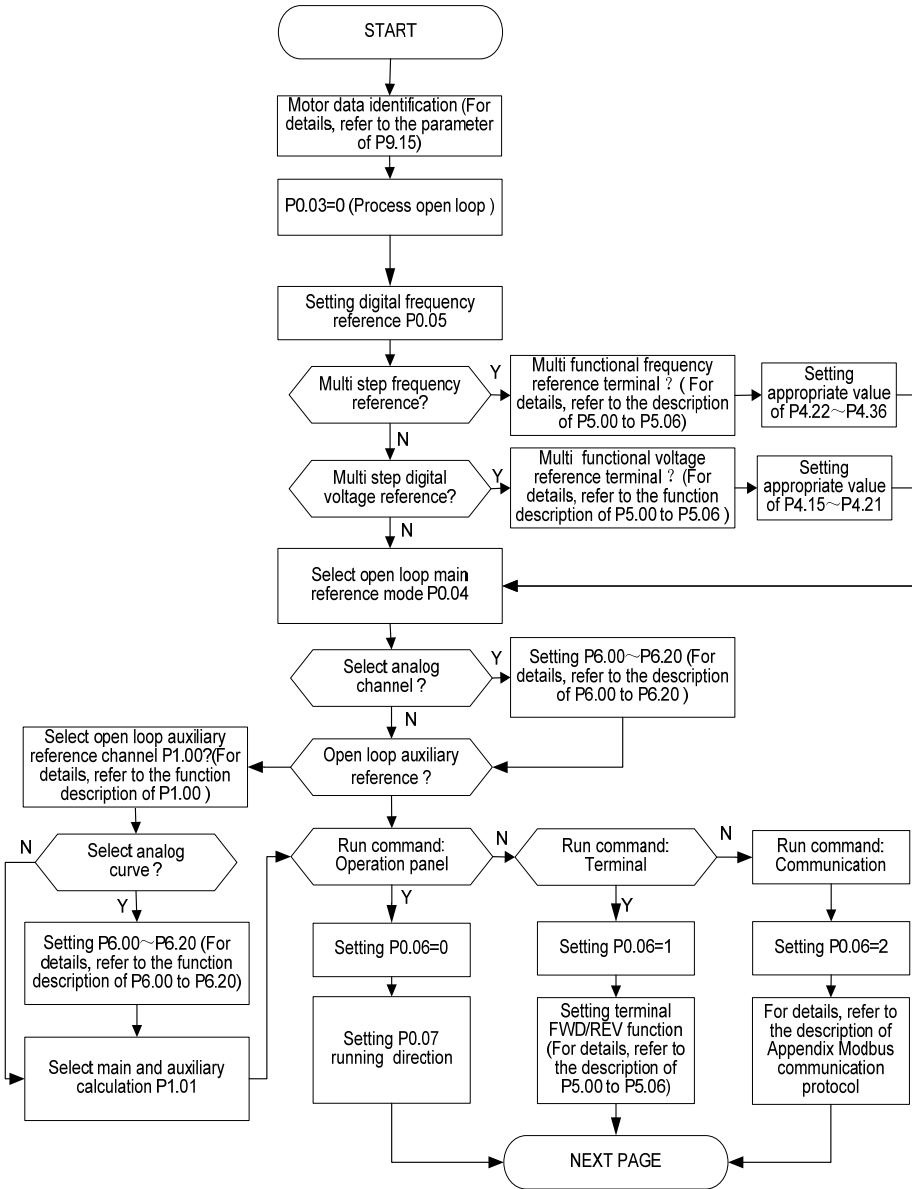 START
Motor data identification (For
details, refer to the parameter
of P9.15)
P0.03=0 (Process open loop )
Setting digital frequency
reference P0.05
Multi step frequency
reference?
Y
Multi functional frequency
reference terminal？ ( For
details, refer to the description
of P5.00 to P5.06)
Setting
appropriate value
of P4.22～P4.36
N
Multi step digital
voltage reference?
Y
Multi functional voltage
reference terminal？ (For
details, refer to the function
description of P5.00 to P5.06 )
Setting
appropriate value
of P4.15～P4.21
N
Select open loop main
reference mode P0.04
Select analog
channel？
Y
Setting P6.00～P6.20 (For
details, refer to the description
of P6.00 to P6.20 )
N
Select open loop auxiliary
reference channel P1.00?(For
details, refer to the function
description of P1.00 )
Open loop auxiliary
reference？
N
Select analog
curve？
Y
Setting P6.00～P6.20 (For
details, refer to the function
description of P6.00 to P6.20)
Select main and auxiliary
calculation P1.01
Run command:
Operation panel
N
Run command:
Terminal
N
Run command:
Communication
Y
Setting P0.06=0
Setting P0.07
running direction
Y
Setting P0.06=1
Setting terminal
FWD/REV function
(For details, refer to
the description of
P5.00 to P5.06)
Setting P0.06=2
For details, refer to
the description of
Appendix Modbus
communication
protocol
NEXT PAGE